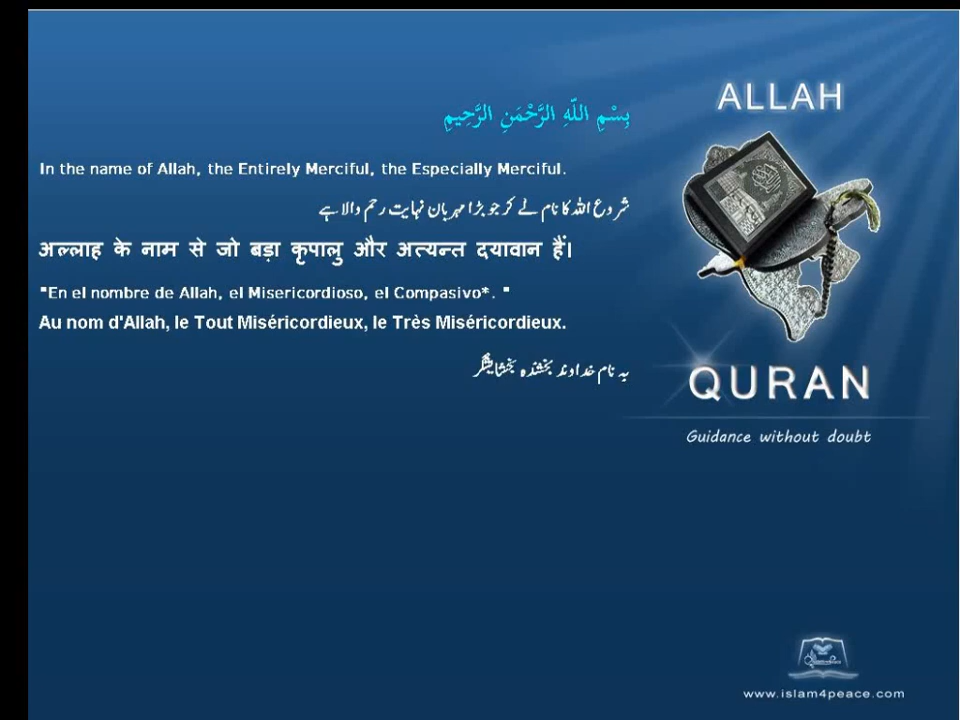 بِسْمِ اللَّهِ الرَّحْمَنِ الرَّحِيمِ
In the name of Allah, the Entirely Merciful, the Especially Merciful.
شروع الله کا نام لے کر جو بڑا مہربان نہایت رحم والا ہے
अल्लाह के नाम से जो बड़ा कृपालु और अत्यन्त दयावान हैं।
"En el nombre de Allah, el Misericordioso, el Compasivo*. "
Au nom d'Allah, le Tout Miséricordieux, le Très Miséricordieux.
به نام خداوند بخشنده بخشایشگر
ALLAH
QURAN
Guidance without doubt
www.islam4peace.com